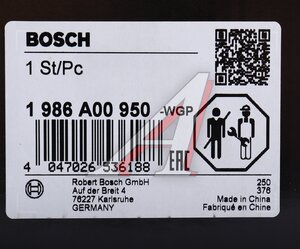 BOSCH
1 St/Pc
1 986 A00 950 -WGP
4 047026 536188
EAC
Robert Bosch GmbH
Auf der Breit 4
76227 Karlsruhe
GERMANY
250
376
Made in China
Fabriqué en Chine